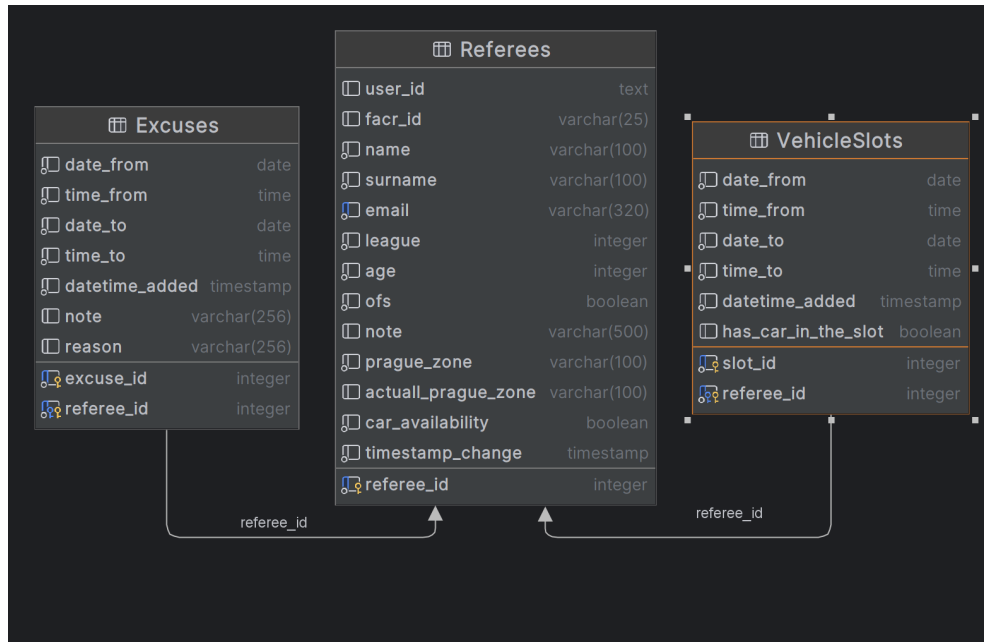 Excuses
date_from date
time_from time
date_to date
time_to time
datetime_added timestamp
note varchar(256)
reason varchar(256)
excuse_id integer
referee_id integer
Referees
user_id text
facr_id varchar(25)
name varchar(100)
surname varchar(100)
email varchar(320)
league integer
age integer
ofs boolean
note varchar(500)
prague_zone varchar(100)
actuall_prague_zone varchar(100)
car_availability boolean
timestamp_change timestamp
referee_id integer
VehicleSlots
date_from date
time_from time
date_to date
time_to time
datetime_added timestamp
has_car_in_the_slot boolean
slot_id integer
referee_id integer
referee_id
referee_id